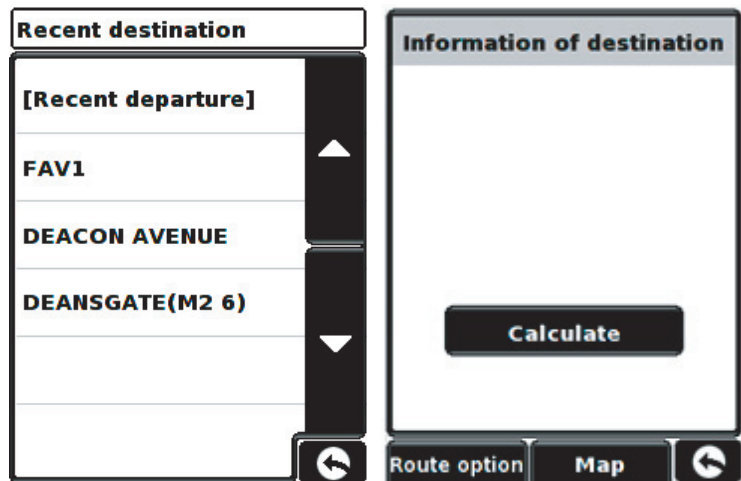 Recent destination
[Recent departure]
FAV1
DEACON AVENUE
DEANSGATE(M2 6)
Information of destination
Calculate
Route option
Map